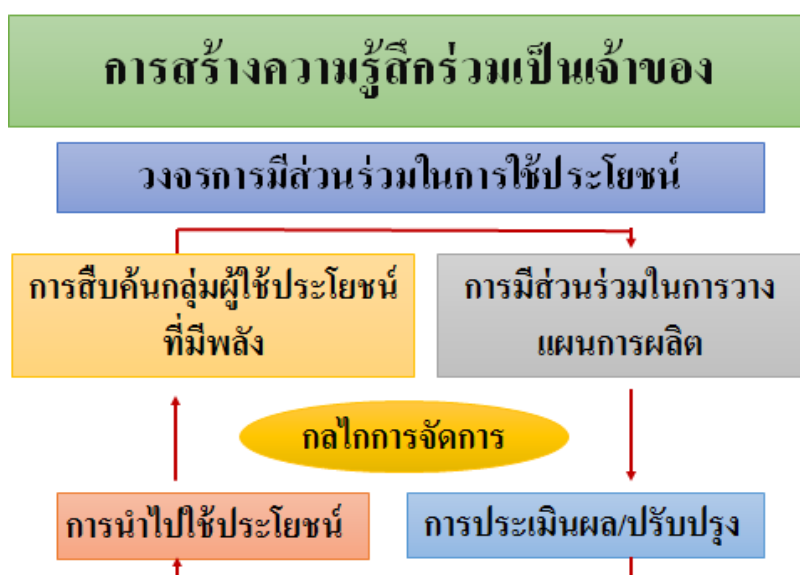 การสร้างความรู้สึกร่วมเป็นเจ้าของ
วงจรการมีส่วนร่วมในการใช้ประโยชน์
การสืบค้นกลุ่มผู้ใช้ประโยชน์
ที่มีพลัง
การมีส่วนร่วมในการวาง
แผนการผลิต
กลไกการจัดการ
การนำไปใช้ประโยชน์
การประเมินผล/ปรับปรุง